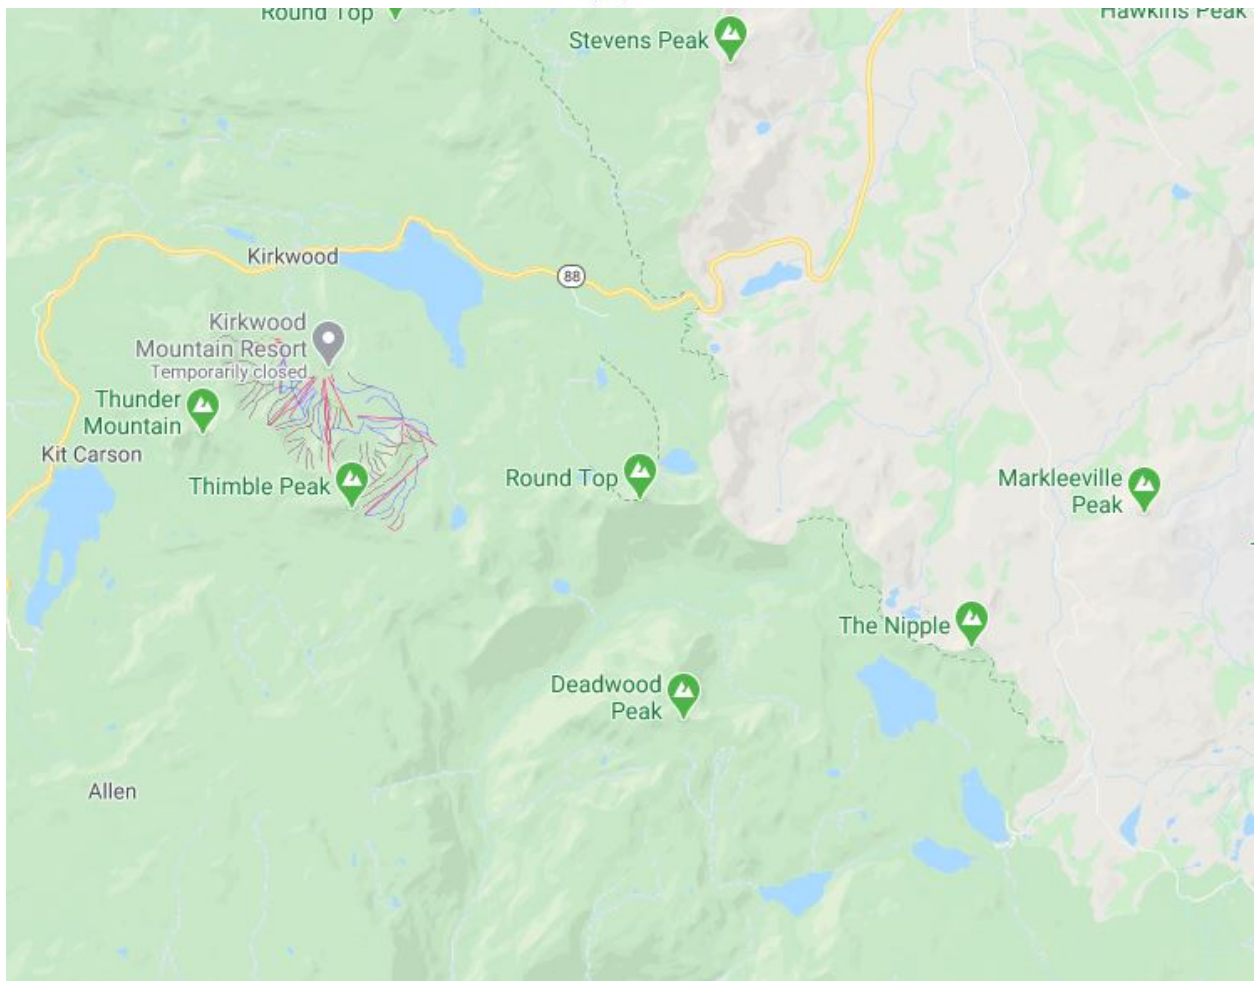 Round Top
Hawkins Peak
Stevens Peak
Kirkwood
88
Kirkwood
Mountain Resort
Temporarily closed
Thunder
Mountain
Kit Carson
Thimble Peak
Round Top
Markleeville
Peak
The Nipple
Deadwood
Peak
Allen